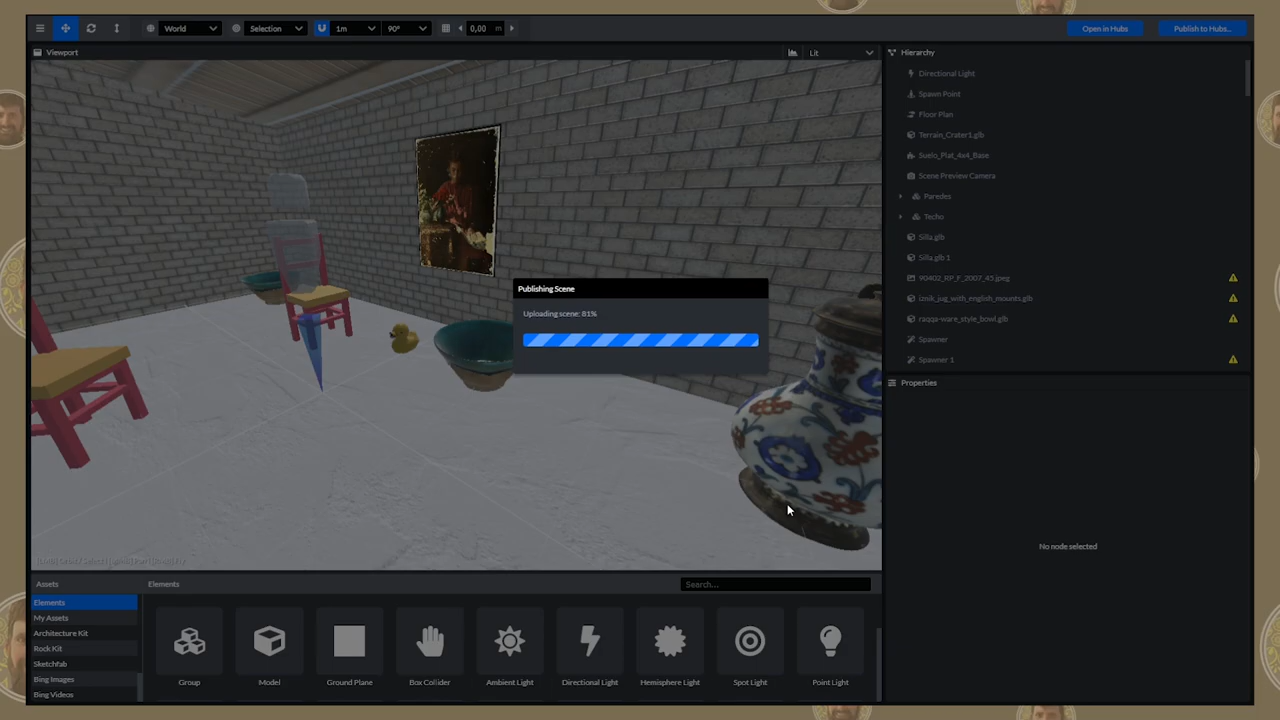 World
Selection
1m
90°
0,00 m
Open in Hubs
Publish to Hubs...
Viewport
Lit
Hierarchy
Directional Light
Spawn Point
Floor Plan
Terrain_Crater1.glb
Suelo_Plat_4x4_Base
Scene Preview Camera
Paredes
Techo
Silla.glb
Silla.glb 1
90402_RP_F_2007_45.jpeg
iznik_jug_with_english_mounts.glb
raqqa-ware_style_bowl.glb
Spawner
Spawner 1
Publishing Scene
Uploading scene: 81%
Properties
No node selected
Assets
Elements
Search...
Elements
My Assets
Architecture Kit
Rock Kit
Sketchfab
Bing Images
Bing Videos
Group
Model
Ground Plane
Box Collider
Ambient Light
Directional Light
Hemisphere Light
Spot Light
Point Light